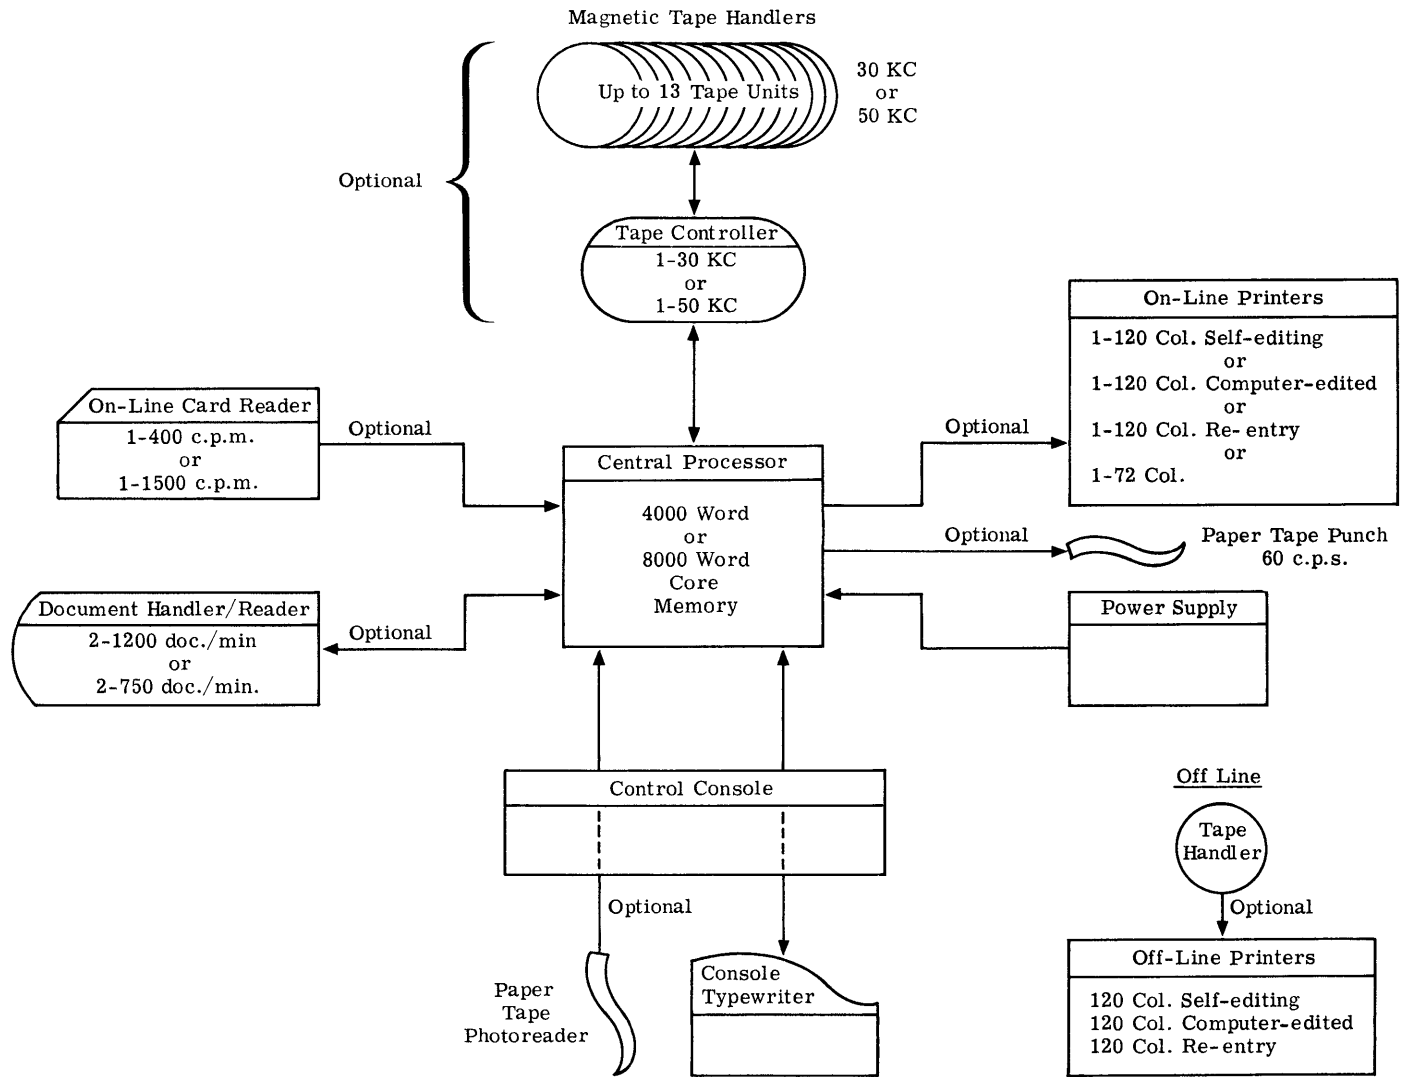 Magnetic Tape Handlers
Up to 13 Tape Units
30 KC
or
50 KC
Optional
Tape Controller
1-30 KC
or
1-50 KC
On-Line Printers
1-120 Col. Self-editing
or
1-120 Col. Computer-edited
or
1-120 Col. Re-entry
or
1-72 Col.
On-Line Card Reader
1-400 c.p.m.
or
1-1500 c.p.m.
Optional
Optional
Central Processor
4000 Word
or
8000 Word
Core
Memory
Optional
Paper Tape Punch
60 c.p.s.
Document Handler/Reader
2-1200 doc./min
or
2-750 doc./min.
Optional
Power Supply
Control Console
Optional
Paper
Tape
Photoreader
Console
Typewriter
Off Line
Tape
Handler
Optional
Off-Line Printers
120 Col. Self-editing
120 Col. Computer-edited
120 Col. Re-entry